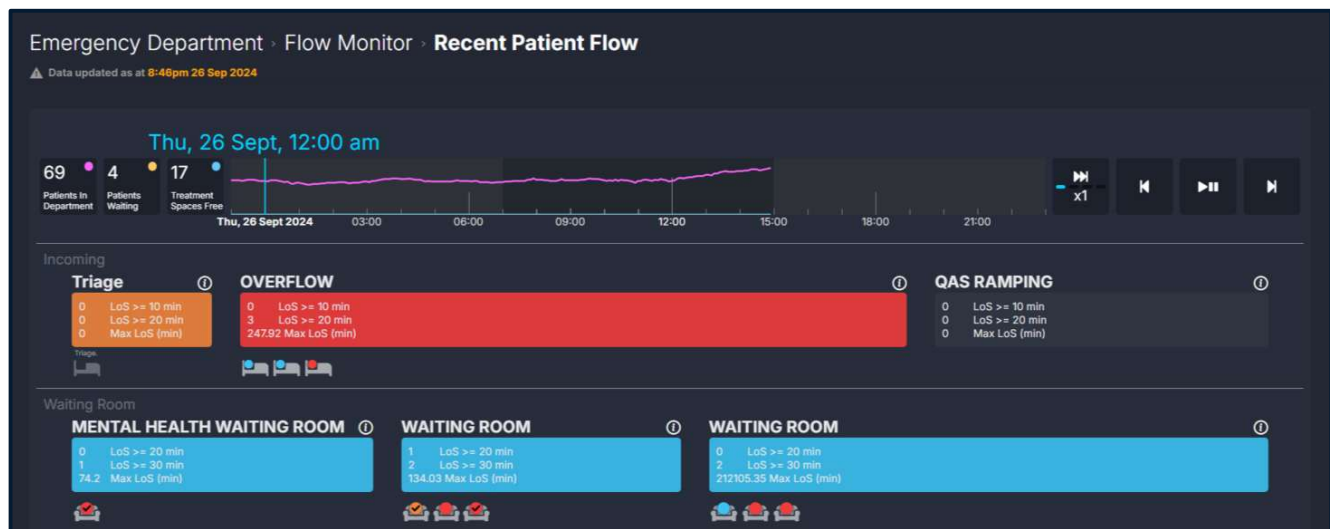 Emergency Department › Flow Monitor › Recent Patient Flow
Data updated as at 8:46pm 26 Sep 2024
Thu, 26 Sept, 12:00 am
69
Patients In
Department
4
Patients
Waiting
17
Treatment
Spaces Free
x1
Thu, 26 Sept 2024 03:00 06:00 09:00 12:00 15:00 18:00 21:00
Incoming
Triage
0 LoS >= 10 min
0 LoS >= 20 min
0 Max LoS (min)
Triage.
OVERFLOW
0 LoS >= 10 min
3 LoS >= 20 min
247.92 Max LoS (min)
QAS RAMPING
0 LoS >= 10 min
0 LoS >= 20 min
0 Max LoS (min)
Waiting Room
MENTAL HEALTH WAITING ROOM
0 LoS >= 20 min
1 LoS >= 30 min
74.2 Max LoS (min)
WAITING ROOM
1 LoS >= 20 min
2 LoS >= 30 min
134.03 Max LoS (min)
WAITING ROOM
0 LoS >= 20 min
2 LoS >= 30 min
212105.35 Max LoS (min)